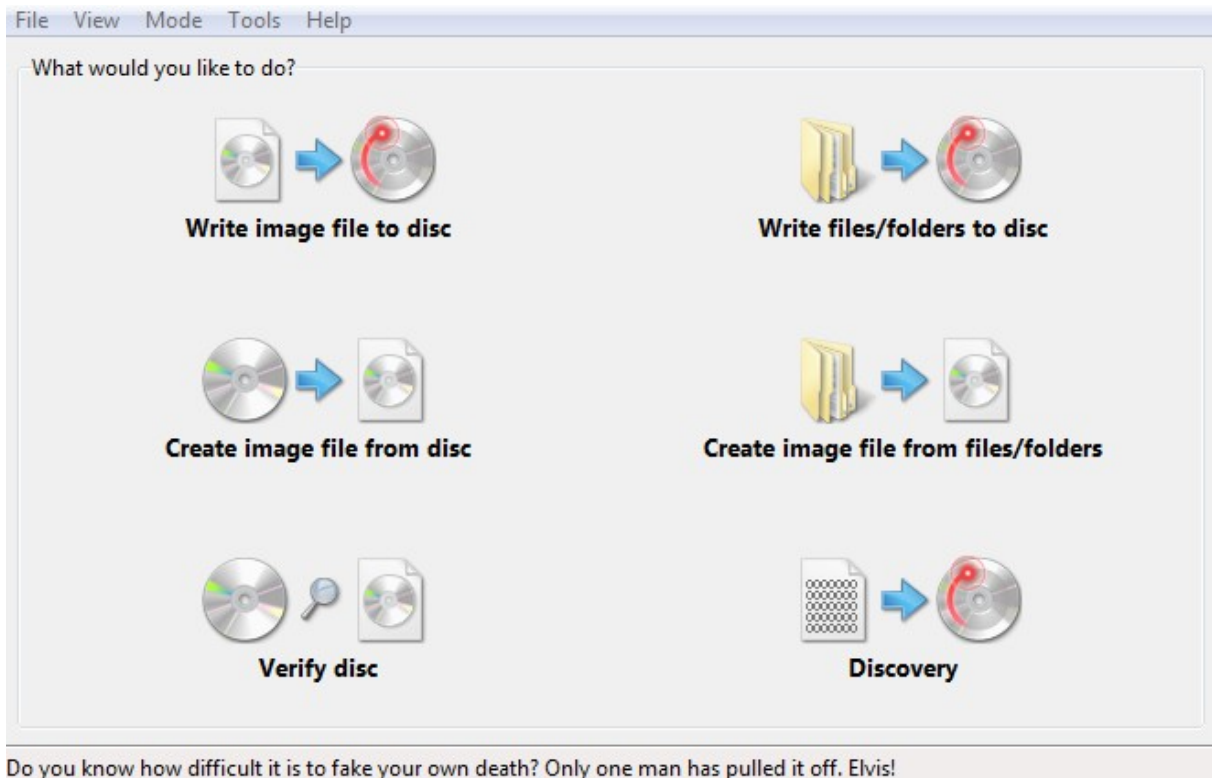 File View Mode Tools Help
What would you like to do?
Write image file to disc
Write files/folders to disc
Create image file from disc
Create image file from files/folders
Verify disc
Discovery
Do you know how difficult it is to fake your own death? Only one man has pulled it off. Elvis!